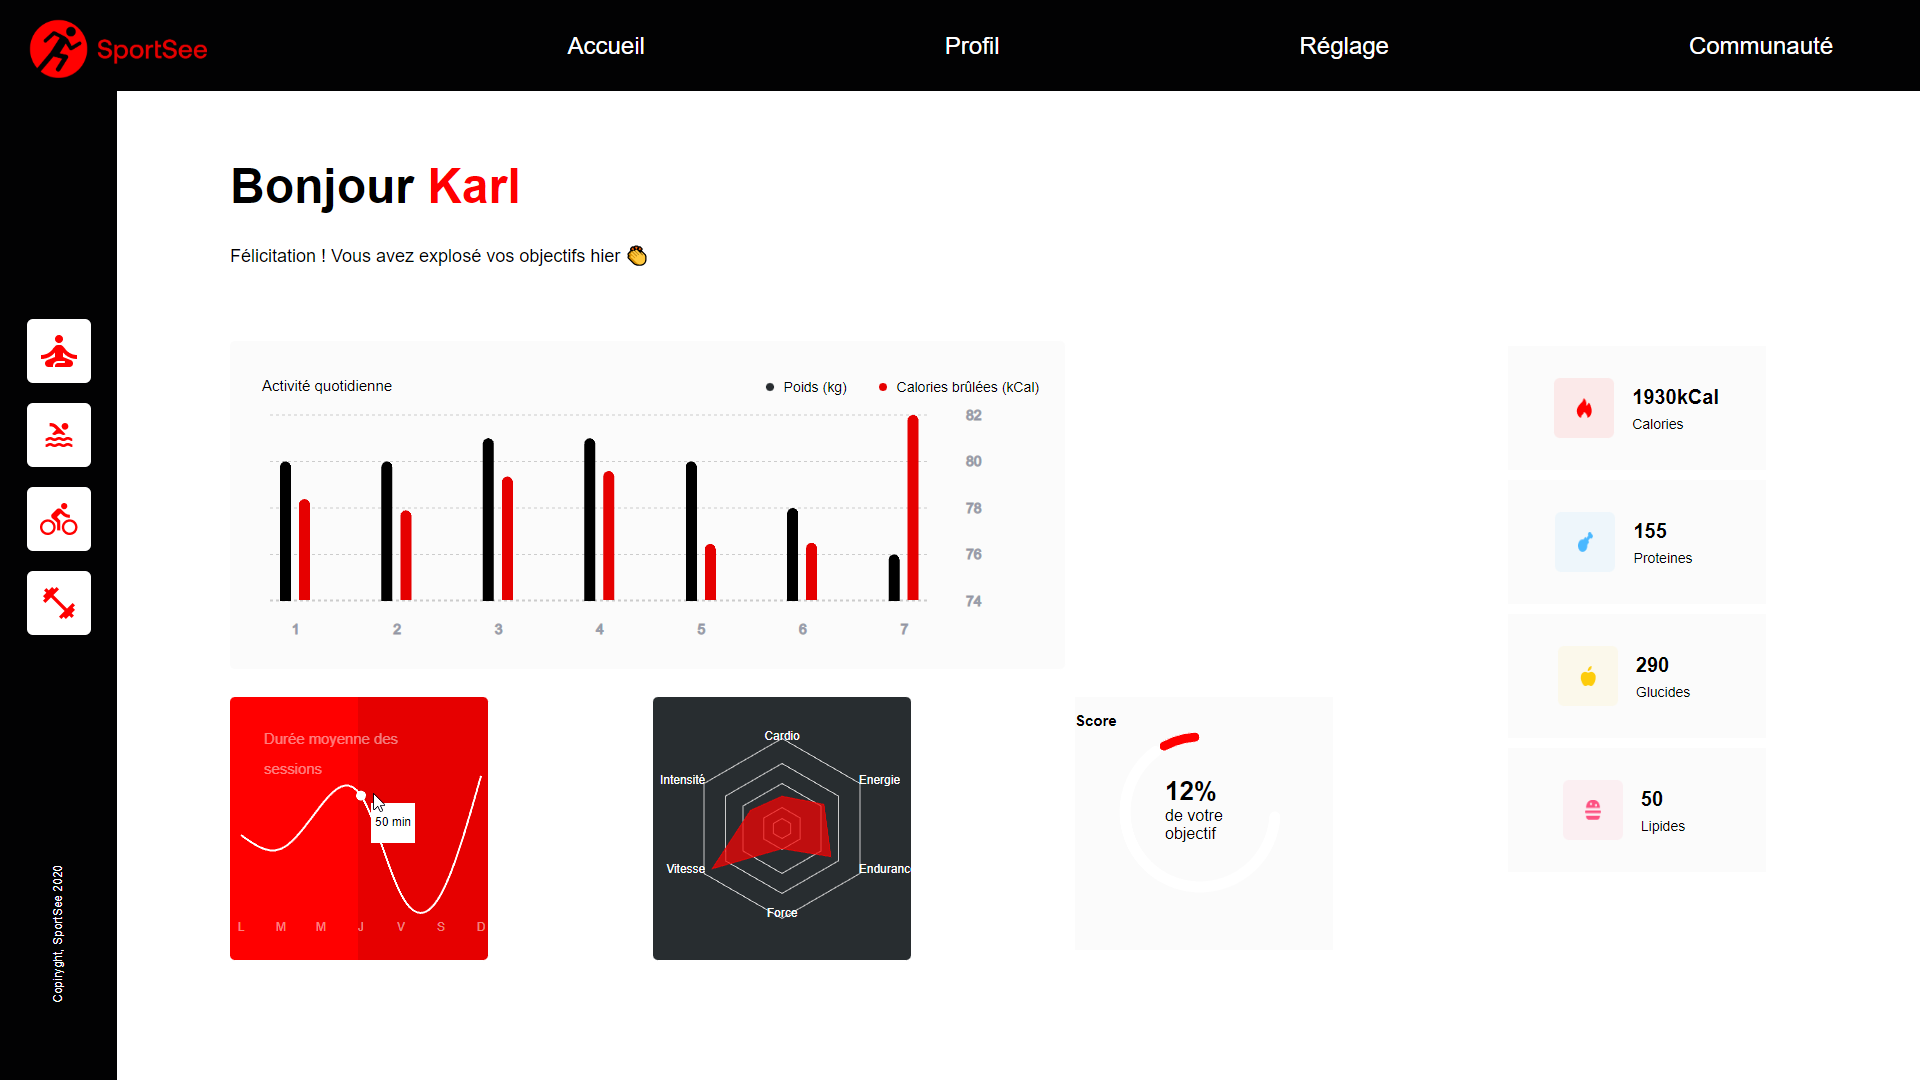 SportSee
Accueil
Profil
Réglage
Communauté
Bonjour Karl
Félicitation ! Vous avez explosé vos objectifs hier 👏
Activité quotidienne
Poids (kg)
Calories brûlées (kCal)
82
80
78
76
74
1 2 3 4 5 6 7
1930kCal
Calories
155
Proteines
290
Glucides
50
Lipides
Durée moyenne des
sessions
50 min
L M M J V S D
Cardio
Intensité
Energie
Vitesse
Enduranc
Force
Score
12%
de votre
objectif
Copiryght, SportSee 2020